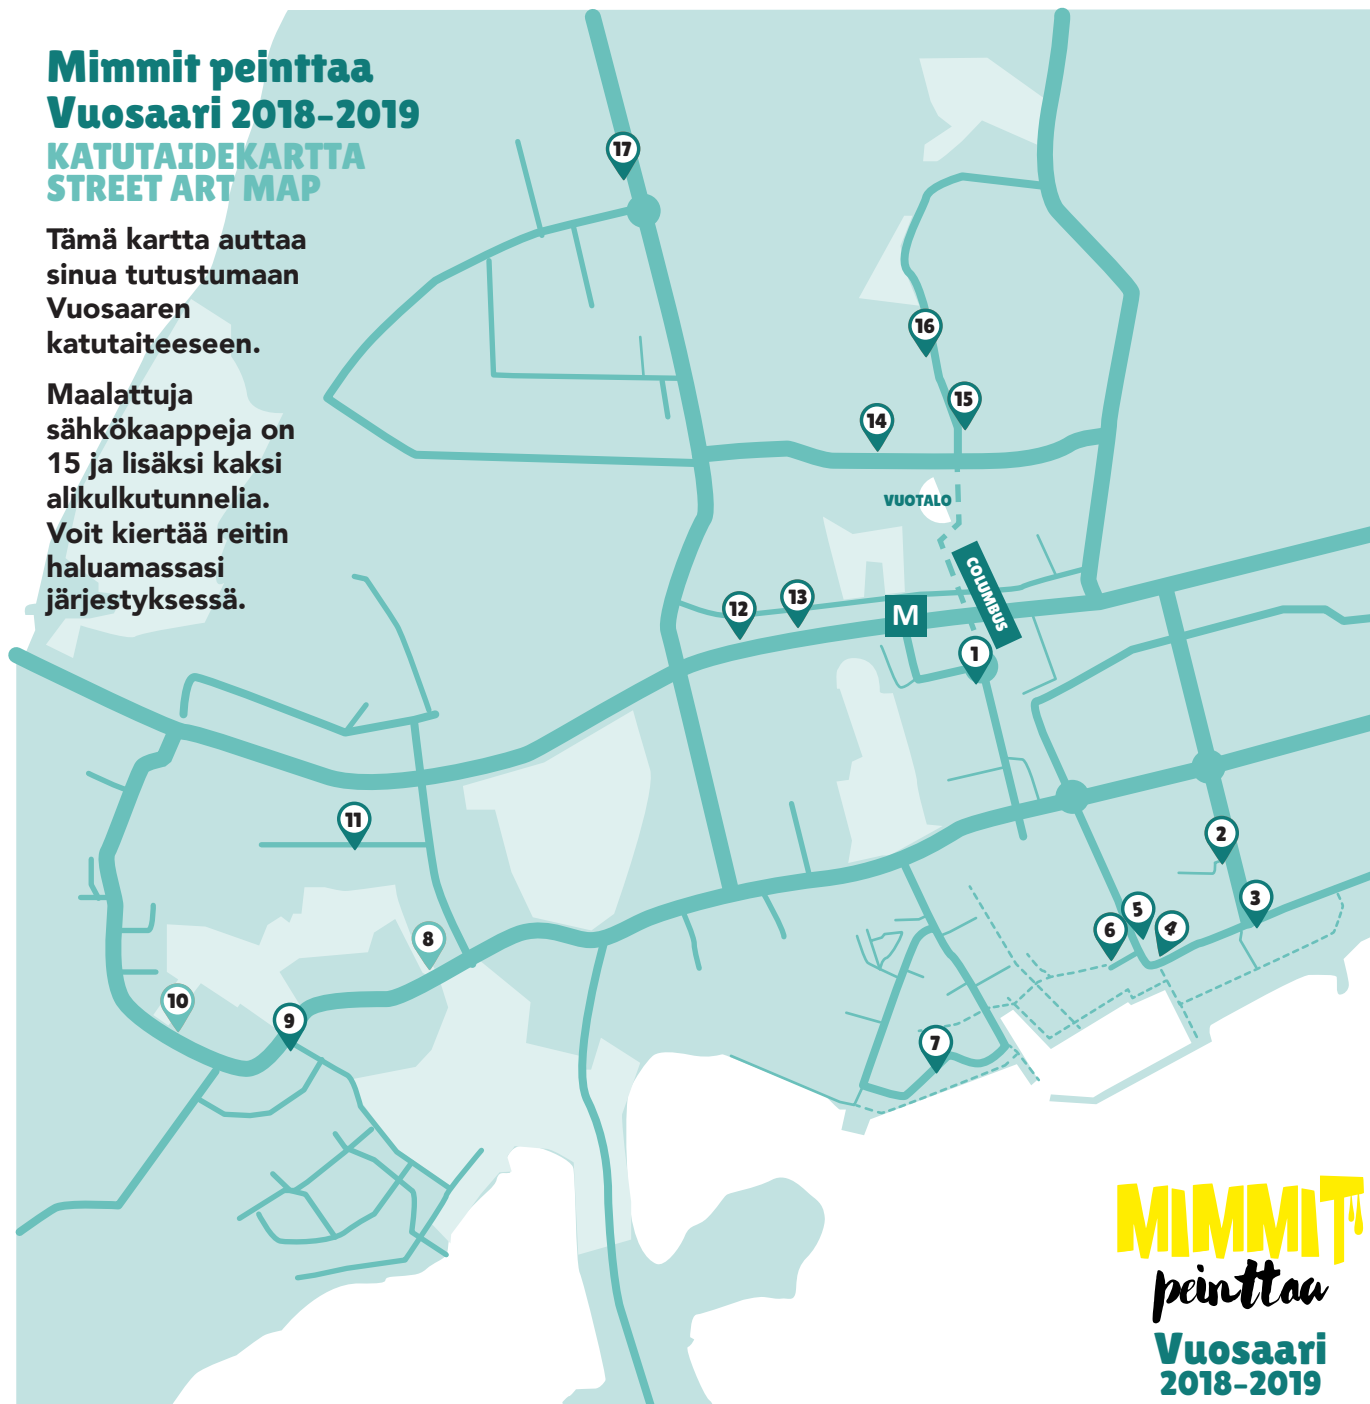 Mimmit peinttaa
Vuosaari 2018-2019
KATUTAIDEKARTTA
STREET ART MAP
Tämä kartta auttaa
sinua tutustumaan
Vuosaaren
katutaiteeseen.
Maalattuja
sähkökaappeja on
15 ja lisäksi kaksi
alikulkutunnelia.
Voit kiertää reitin
haluamassasi
järjestyksessä.
17
16
15
14
VUOTALO
COLUMBUS
12
13
M
1
11
2
3
5
4
6
8
10
9
7
MIMMIT
peinttaa
Vuosaari
2018-2019